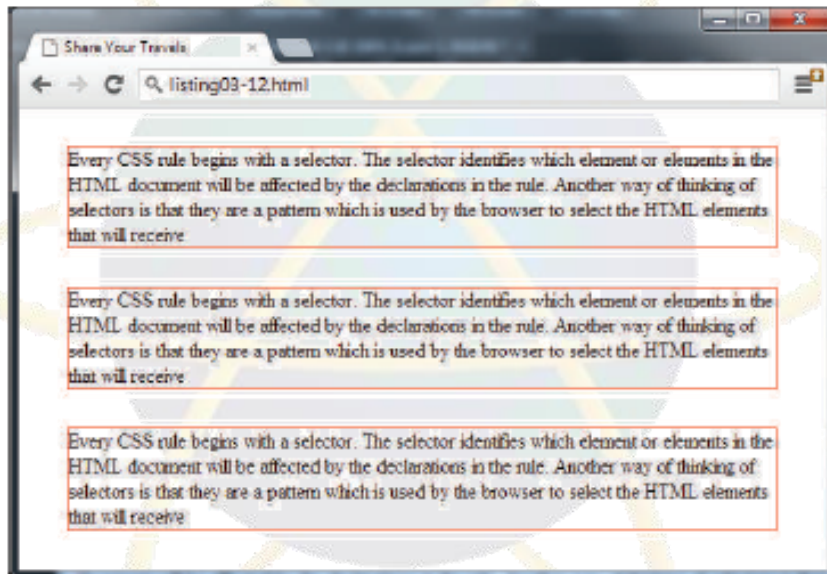 Share Your Travels
listing03-12.html
Every CSS rule begins with a selector. The selector identifies which element or elements in the
HTML document will be affected by the declarations in the rule. Another way of thinking of
selectors is that they are a pattern which is used by the browser to select the HTML elements
that will receive
Every CSS rule begins with a selector. The selector identifies which element or elements in the
HTML document will be affected by the declarations in the rule. Another way of thinking of
selectors is that they are a pattern which is used by the browser to select the HTML elements
that will receive
Every CSS rule begins with a selector. The selector identifies which element or elements in the
HTML document will be affected by the declarations in the rule. Another way of thinking of
selectors is that they are a pattern which is used by the browser to select the HTML elements
that will receive